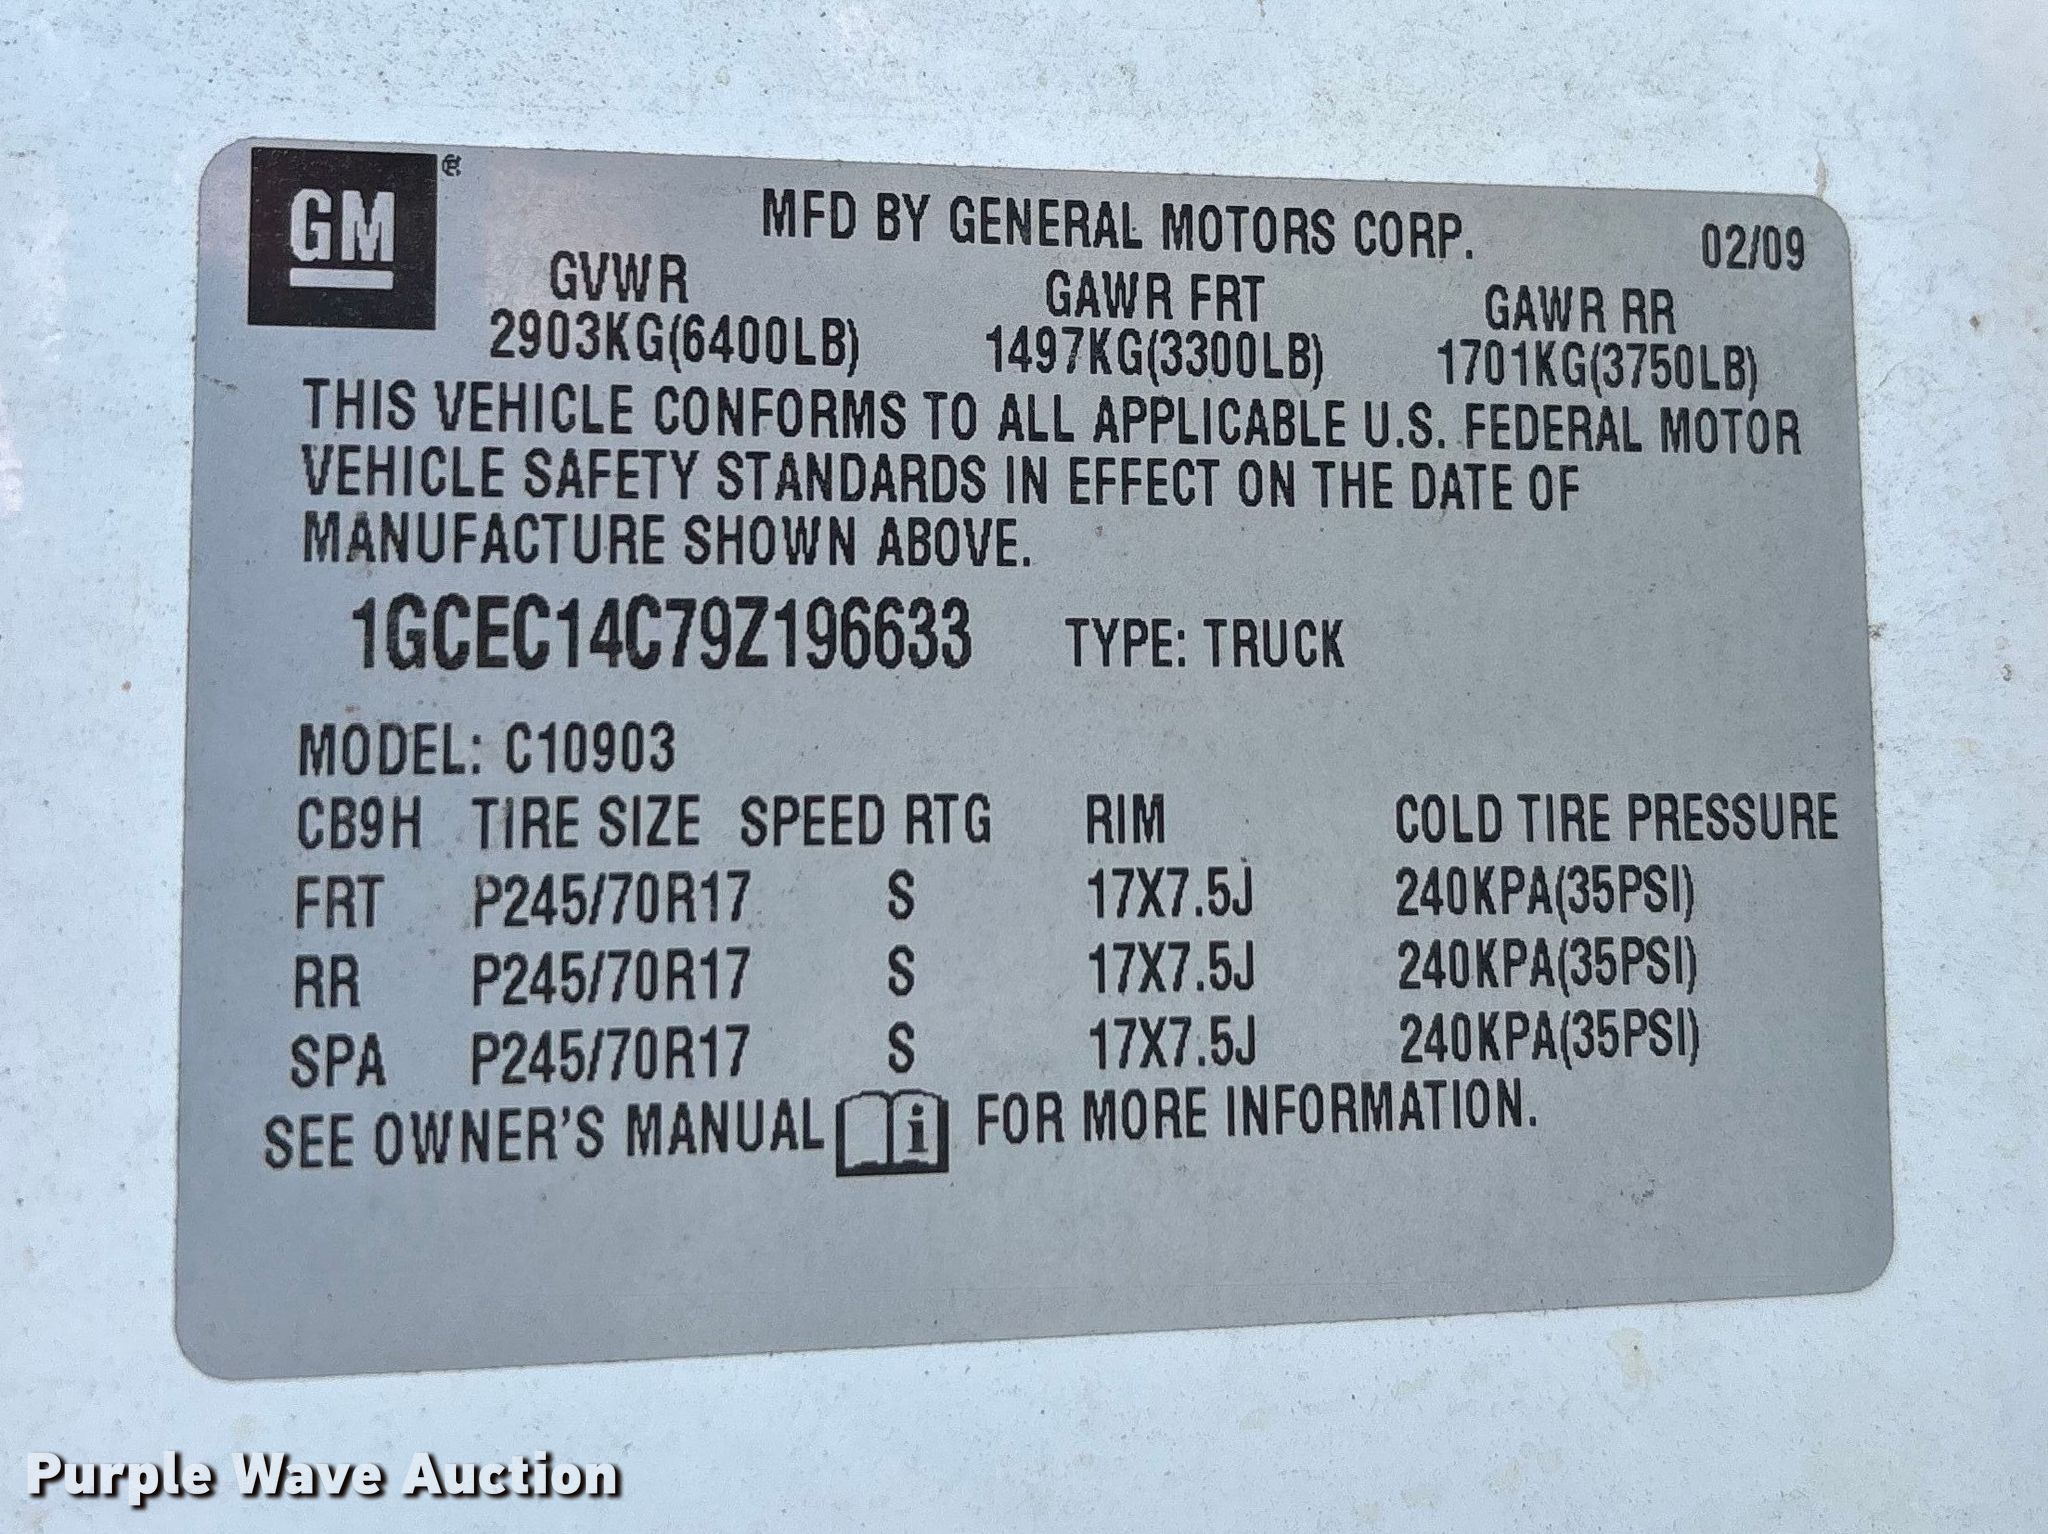 GM
MFD BY GENERAL MOTORS CORP. 02/09
GVWR GAWR FRT GAWR RR
2903KG(6400LB) 1497KG(3300LB) 1701KG(3750LB)
THIS VEHICLE CONFORMS TO ALL APPLICABLE U.S. FEDERAL MOTOR
VEHICLE SAFETY STANDARDS IN EFFECT ON THE DATE OF
MANUFACTURE SHOWN ABOVE.
1GCEC14C79Z196633 TYPE: TRUCK
MODEL: C10903
CB9H TIRE SIZE SPEED RTG RIM COLD TIRE PRESSURE
FRT P245/70R17 S 17X7.5J 240KPA(35PSI)
RR P245/70R17 S 17X7.5J 240KPA(35PSI)
SPA P245/70R17 S 17X7.5J 240KPA(35PSI)
SEE OWNER'S MANUAL i FOR MORE INFORMATION.
Purple Wave Auction